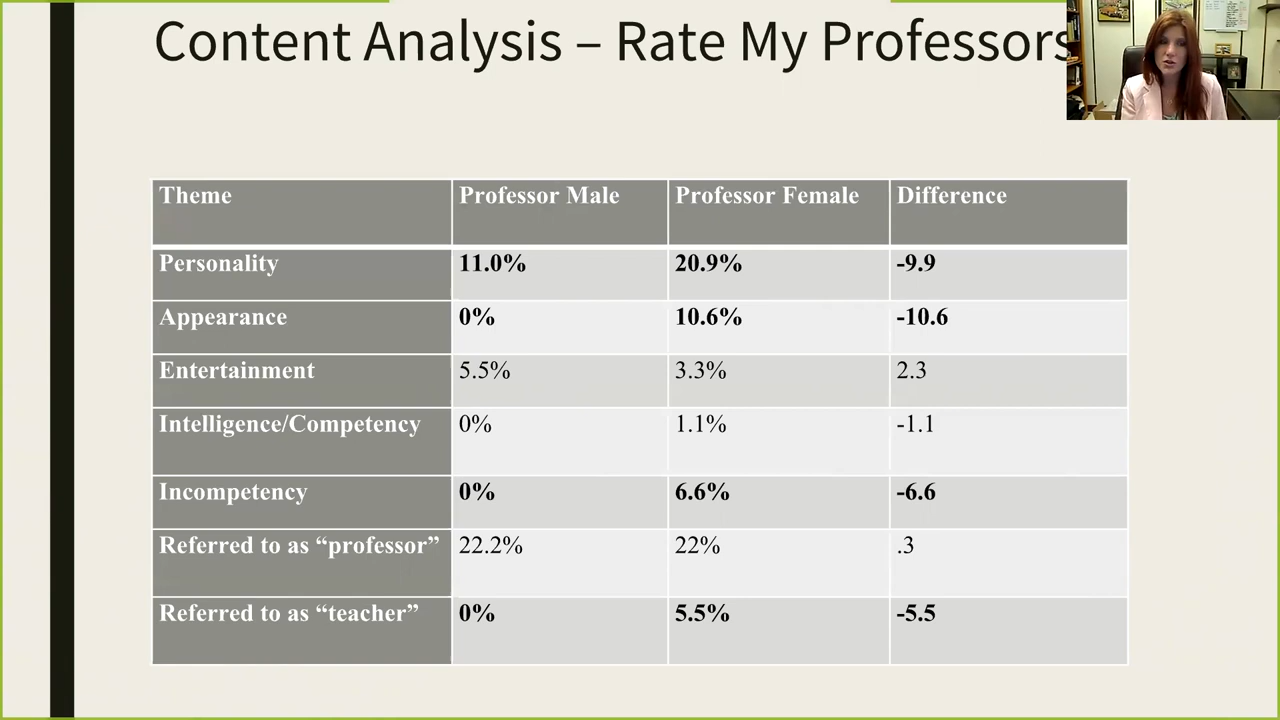 Content Analysis – Rate My Professors
Theme Professor Male Professor Female Difference
Personality 11.0% 20.9% -9.9
Appearance 0% 10.6% -10.6
Entertainment 5.5% 3.3% 2.3
Intelligence/Competency 0% 1.1% -1.1
Incompetency 0% 6.6% -6.6
Referred to as “professor” 22.2% 22% .3
Referred to as “teacher” 0% 5.5% -5.5